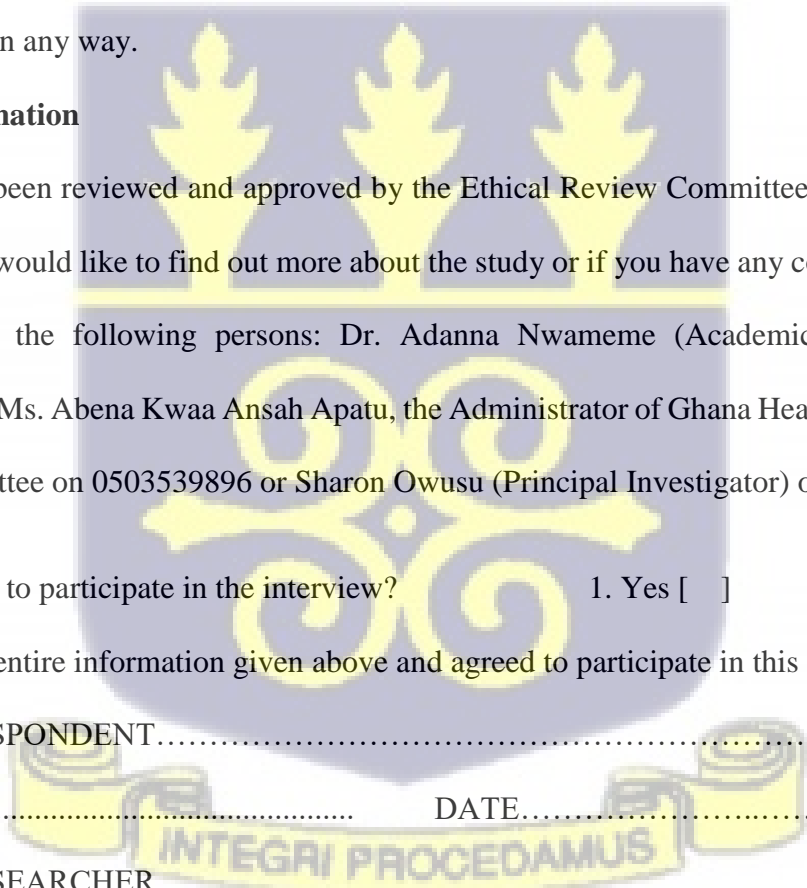 n any way.
nation
been reviewed and approved by the Ethical Review Committee
would like to find out more about the study or if you have any co
the following persons: Dr. Adanna Nwameme (Academic
Ms. Abena Kwaa Ansah Apatu, the Administrator of Ghana Hea
ttee on 0503539896 or Sharon Owusu (Principal Investigator) o
to participate in the interview? 1. Yes [ ]
entire information given above and agreed to participate in this
SPONDENT……………………………………………………………
........................................................ DATE………………………
INTEGRI PROCEDAMUS
SEARCHER